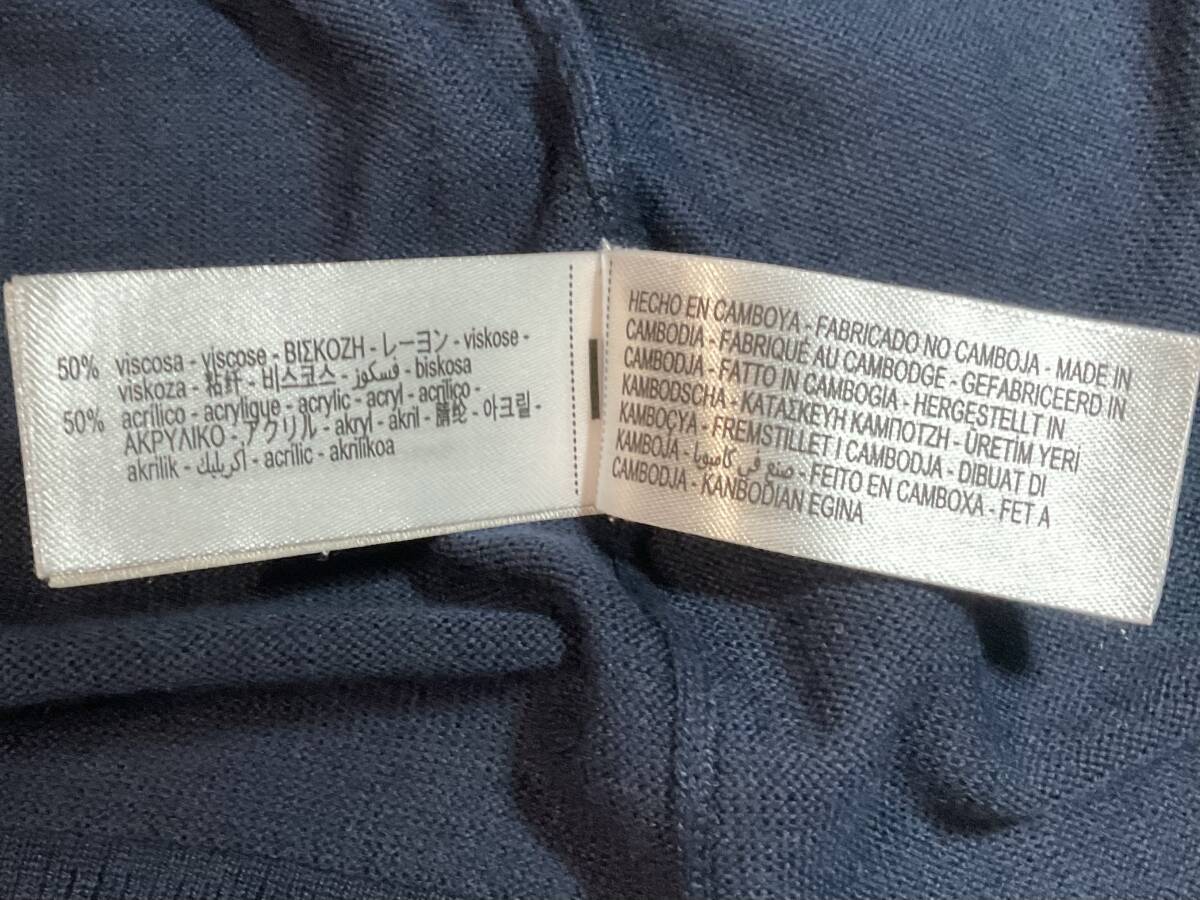 50% viscosa - viscose - ΒΙΣΚΟΖΗ - レーヨン - viskose -
viskoza - 粘纤 - 비스코스 - فسكوز - biskosa
50% acrílico - acrylique - acrylic - acryl - acrilico -
ΑΚΡΥΛΙΚΟ - アクリル - akryl - akril - 腈纶 - 아크릴 -
akrilik - أكريليك - acrilic - akrilikoa
HECHO EN CAMBOYA - FABRICADO NO CAMBOJA - MADE IN
CAMBODIA - FABRIQUÉ AU CAMBODGE - GEFABRICEERD IN
CAMBODJA - FATTO IN CAMBOGIA - HERGESTELLT IN
KAMBODSCHA - ΚΑΤΑΣΚΕΥΗ ΚΑΜΠΟΤΖΗ - ÜRETİM YERİ
KAMBOÇYA - FREMSTILLET I CAMBODJA - DIBUAT DI
KAMBOJA - صنع في كامبوديا - FEITO EN CAMBOXA - FET A
CAMBODJA - KANBODIAN EGINA